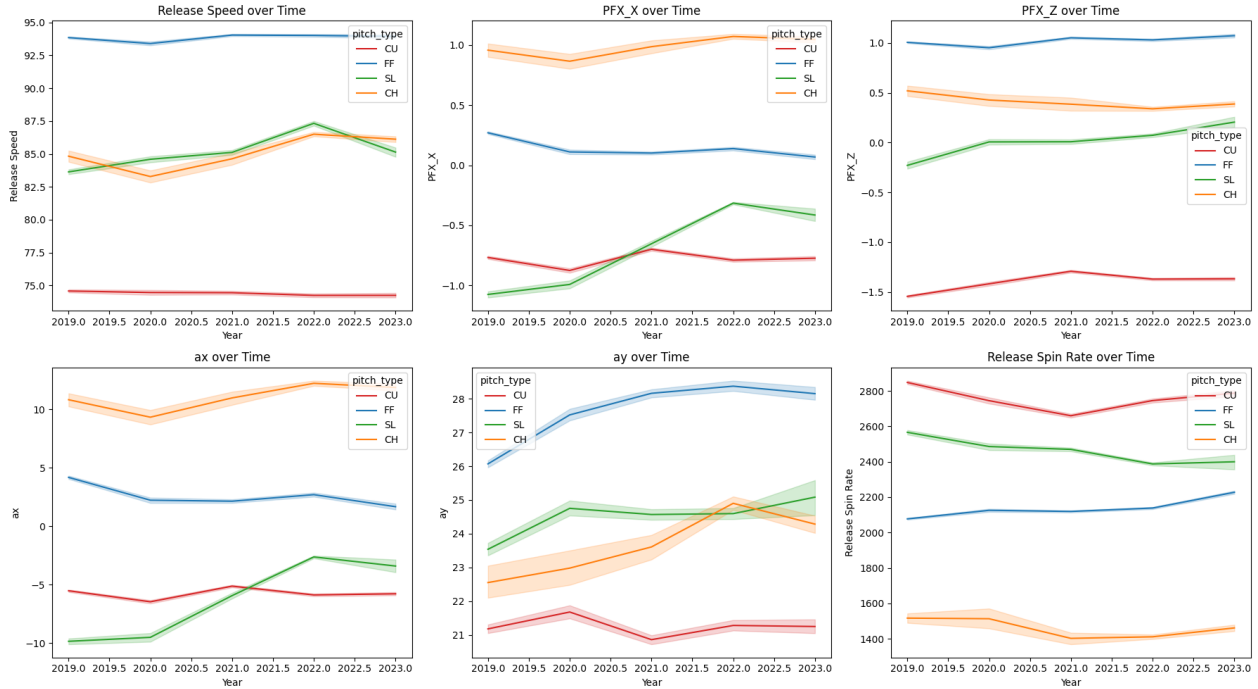 Release Speed over Time
95.0
92.5
90.0
87.5
85.0
82.5
80.0
77.5
75.0
Release Speed
pitch_type
CU
FF
SL
CH
2019.0 2019.5 2020.0 2020.5 2021.0 2021.5 2022.0 2022.5 2023.0
Year
PFX_X over Time
1.0
0.5
0.0
−0.5
−1.0
PFX_X
pitch_type
CU
FF
SL
CH
2019.0 2019.5 2020.0 2020.5 2021.0 2021.5 2022.0 2022.5 2023.0
Year
PFX_Z over Time
1.0
0.5
0.0
−0.5
−1.0
−1.5
PFX_Z
pitch_type
CU
FF
SL
CH
2019.0 2019.5 2020.0 2020.5 2021.0 2021.5 2022.0 2022.5 2023.0
Year
ax over Time
10
5
0
−5
−10
ax
pitch_type
CU
FF
SL
CH
2019.0 2019.5 2020.0 2020.5 2021.0 2021.5 2022.0 2022.5 2023.0
Year
ay over Time
28
27
26
25
24
23
22
21
ay
pitch_type
CU
FF
SL
CH
2019.0 2019.5 2020.0 2020.5 2021.0 2021.5 2022.0 2022.5 2023.0
Year
Release Spin Rate over Time
2800
2600
2400
2200
2000
1800
1600
1400
Release Spin Rate
pitch_type
CU
FF
SL
CH
2019.0 2019.5 2020.0 2020.5 2021.0 2021.5 2022.0 2022.5 2023.0
Year